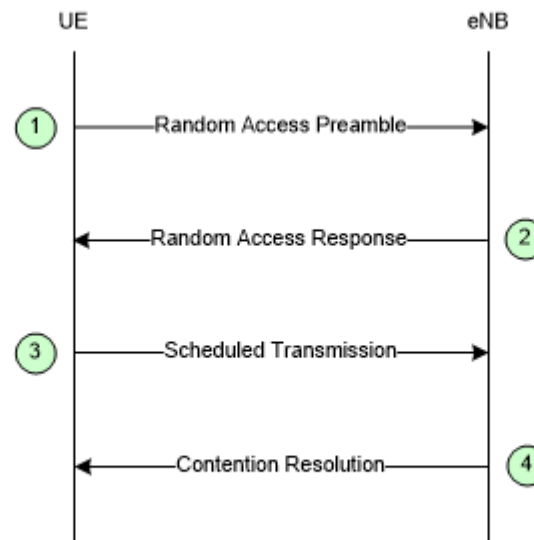 UE
eNB
1
Random Access Preamble
Random Access Response
2
3
Scheduled Transmission
Contention Resolution
4